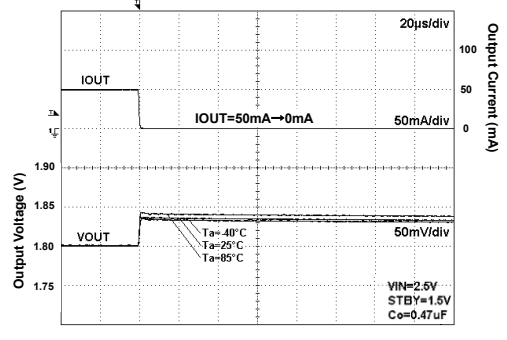 20µs/div
100
IOUT
50
IOUT=50mA→0mA
50mA/div
0
Output Current (mA)
1.90
1.85
VOUT
50mV/div
1.80
Ta=-40°C
Ta=25°C
Ta=85°C
1.75
Output Voltage (V)
VIN=2.5V
STBY=1.5V
Co=0.47uF